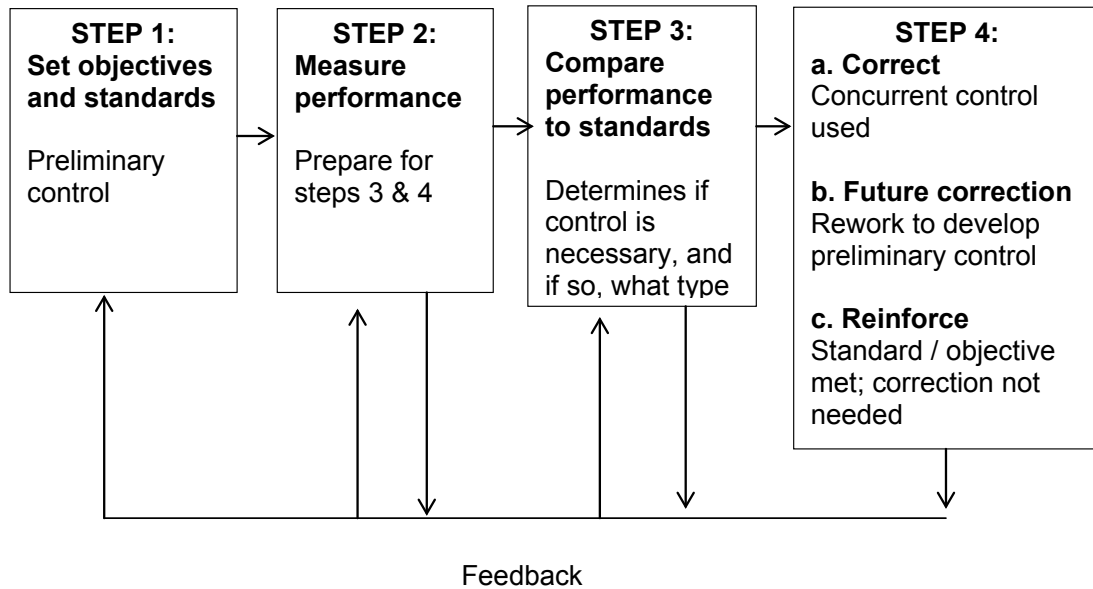 STEP 1:
Set objectives
and standards
Preliminary
control
STEP 2:
Measure
performance
Prepare for
steps 3 & 4
STEP 3:
Compare
performance
to standards
Determines if
control is
necessary, and
if so, what type
STEP 4:
a. Correct
Concurrent control
used
b. Future correction
Rework to develop
preliminary control
c. Reinforce
Standard / objective
met; correction not
needed
Feedback